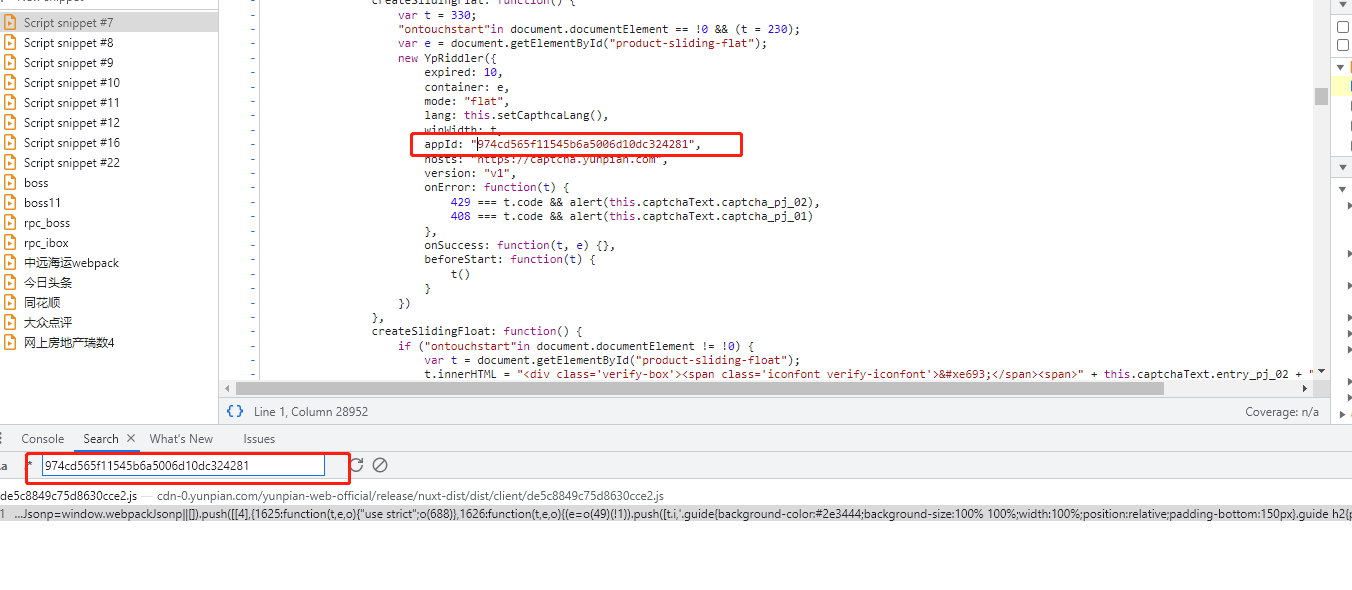 Script snippet #7
Script snippet #8
Script snippet #9
Script snippet #10
Script snippet #11
Script snippet #12
Script snippet #16
Script snippet #22
boss
boss11
rpc_boss
rpc_ibox
中远海运webpack
今日头条
同花顺
大众点评
网上房地产瑞数4
createSlidingFlat: function() {
var t = 330;
"ontouchstart"in document.documentElement == !0 && (t = 230);
var e = document.getElementById("product-sliding-flat");
new YpRiddler({
expired: 10,
container: e,
mode: "flat",
lang: this.setCapthcaLang(),
winWidth: t,
appId: "974cd565f11545b6a5006d10dc324281",
hosts: "https://captcha.yunpian.com",
version: "v1",
onError: function(t) {
429 === t.code && alert(this.captchaText.captcha_pj_02),
408 === t.code && alert(this.captchaText.captcha_pj_01)
},
onSuccess: function(t, e) {},
beforeStart: function(t) {
t()
}
})
},
createSlidingFloat: function() {
if ("ontouchstart"in document.documentElement != !0) {
var t = document.getElementById("product-sliding-float");
t.innerHTML = "<div class='verify-box'><span class='iconfont verify-iconfont'>&#xe693;</span><span>" + this.captchaText.entry_pj_02 + "
{} Line 1, Column 28952
Coverage: n/a
Console Search × What's New Issues
.* 974cd565f11545b6a5006d10dc324281
de5c8849c75d8630cce2.js — cdn-0.yunpian.com/yunpian-web-official/release/nuxt-dist/dist/client/de5c8849c75d8630cce2.js
1 …Jsonp=window.webpackJsonp||[]).push([[4],{1625:function(t,e,o){"use strict";o(688)},1626:function(t,e,o){(e=o(49)(!1)).push([t.i,'.guide{background-color:#2e3444;background-size:100% 100%;width:100%;position:relative;padding-bottom:150px}.guide h2{